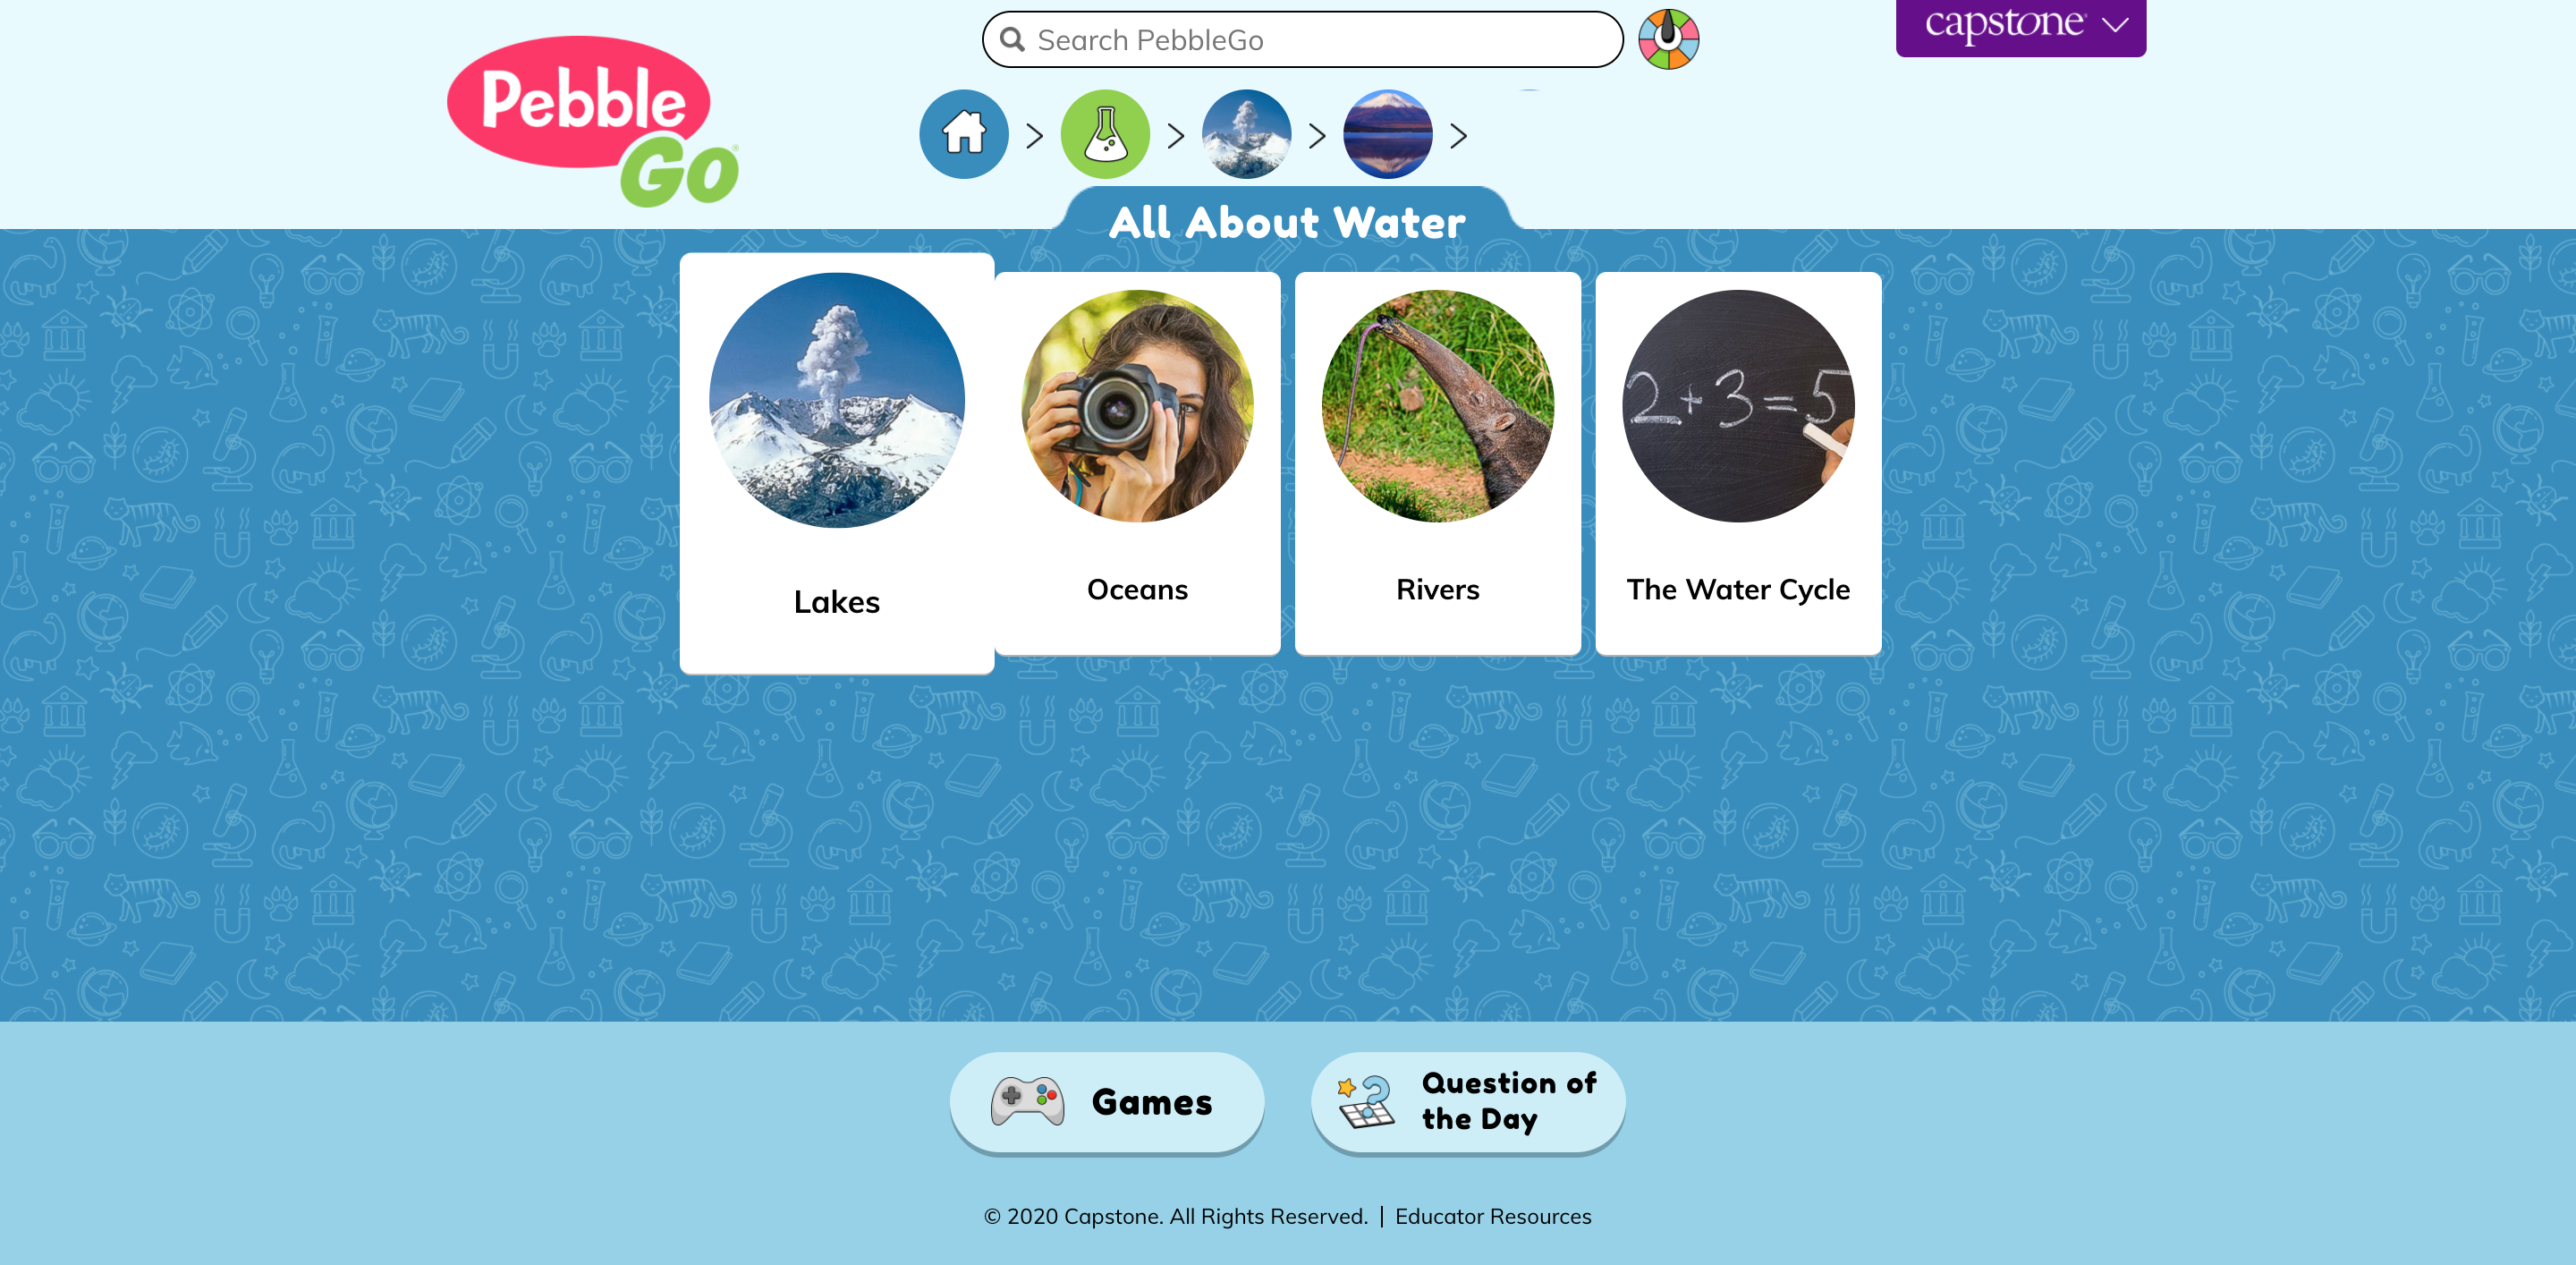 Search PebbleGo
capstone
Pebble
Go
All About Water
2+3=5
Lakes
Oceans
Rivers
The Water Cycle
Games
Question of
the Day
© 2020 Capstone. All Rights Reserved. | Educator Resources